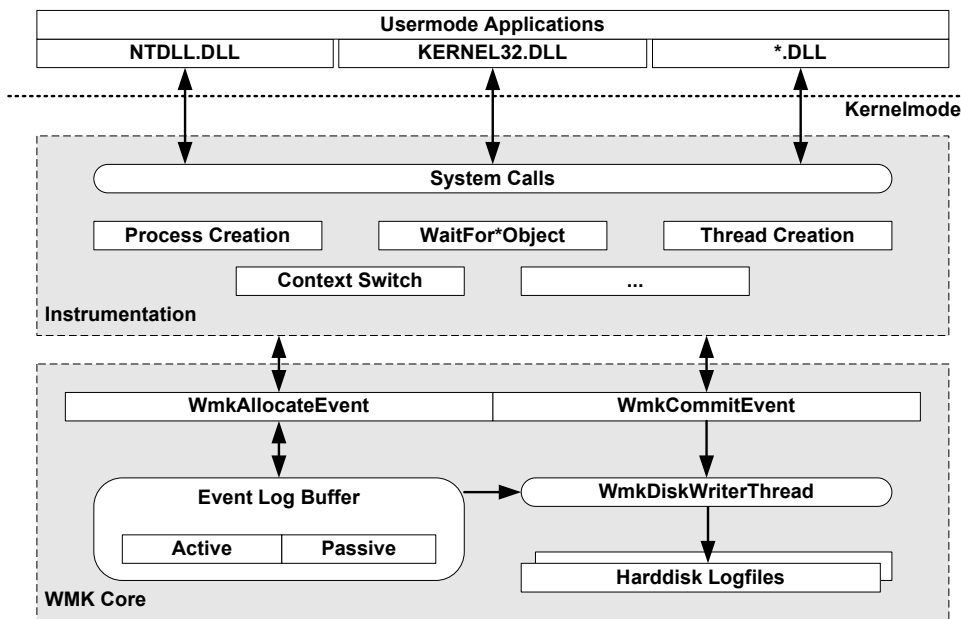 Usermode Applications
NTDLL.DLL
KERNEL32.DLL
*.DLL
Kernelmode
System Calls
Process Creation
WaitFor*Object
Thread Creation
Context Switch
...
Instrumentation
WmkAllocateEvent
WmkCommitEvent
Event Log Buffer
WmkDiskWriterThread
Active
Passive
Harddisk Logfiles
WMK Core